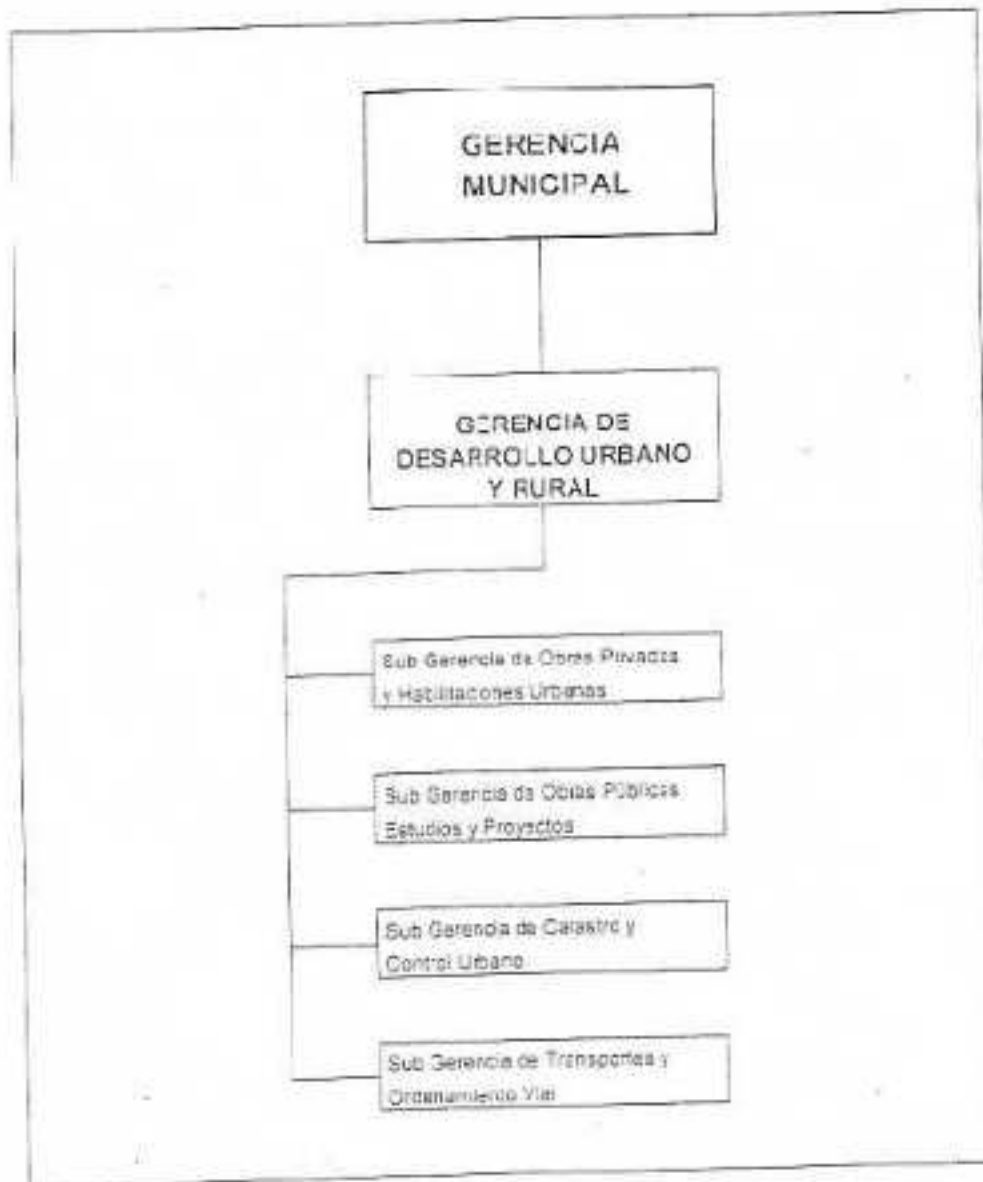 GERENCIA
MUNICIPAL
GERENCIA DE
DESARROLLO URBANO
Y RURAL
Sub Gerencia de Obras Privadas
y Habilitaciones Urbanas
Sub Gerencia de Obras Públicas
Estudios y Proyectos
Sub Gerencia de Catastro y
Control Urbano
Sub Gerencia de Transportes y
Ordenamiento Vial